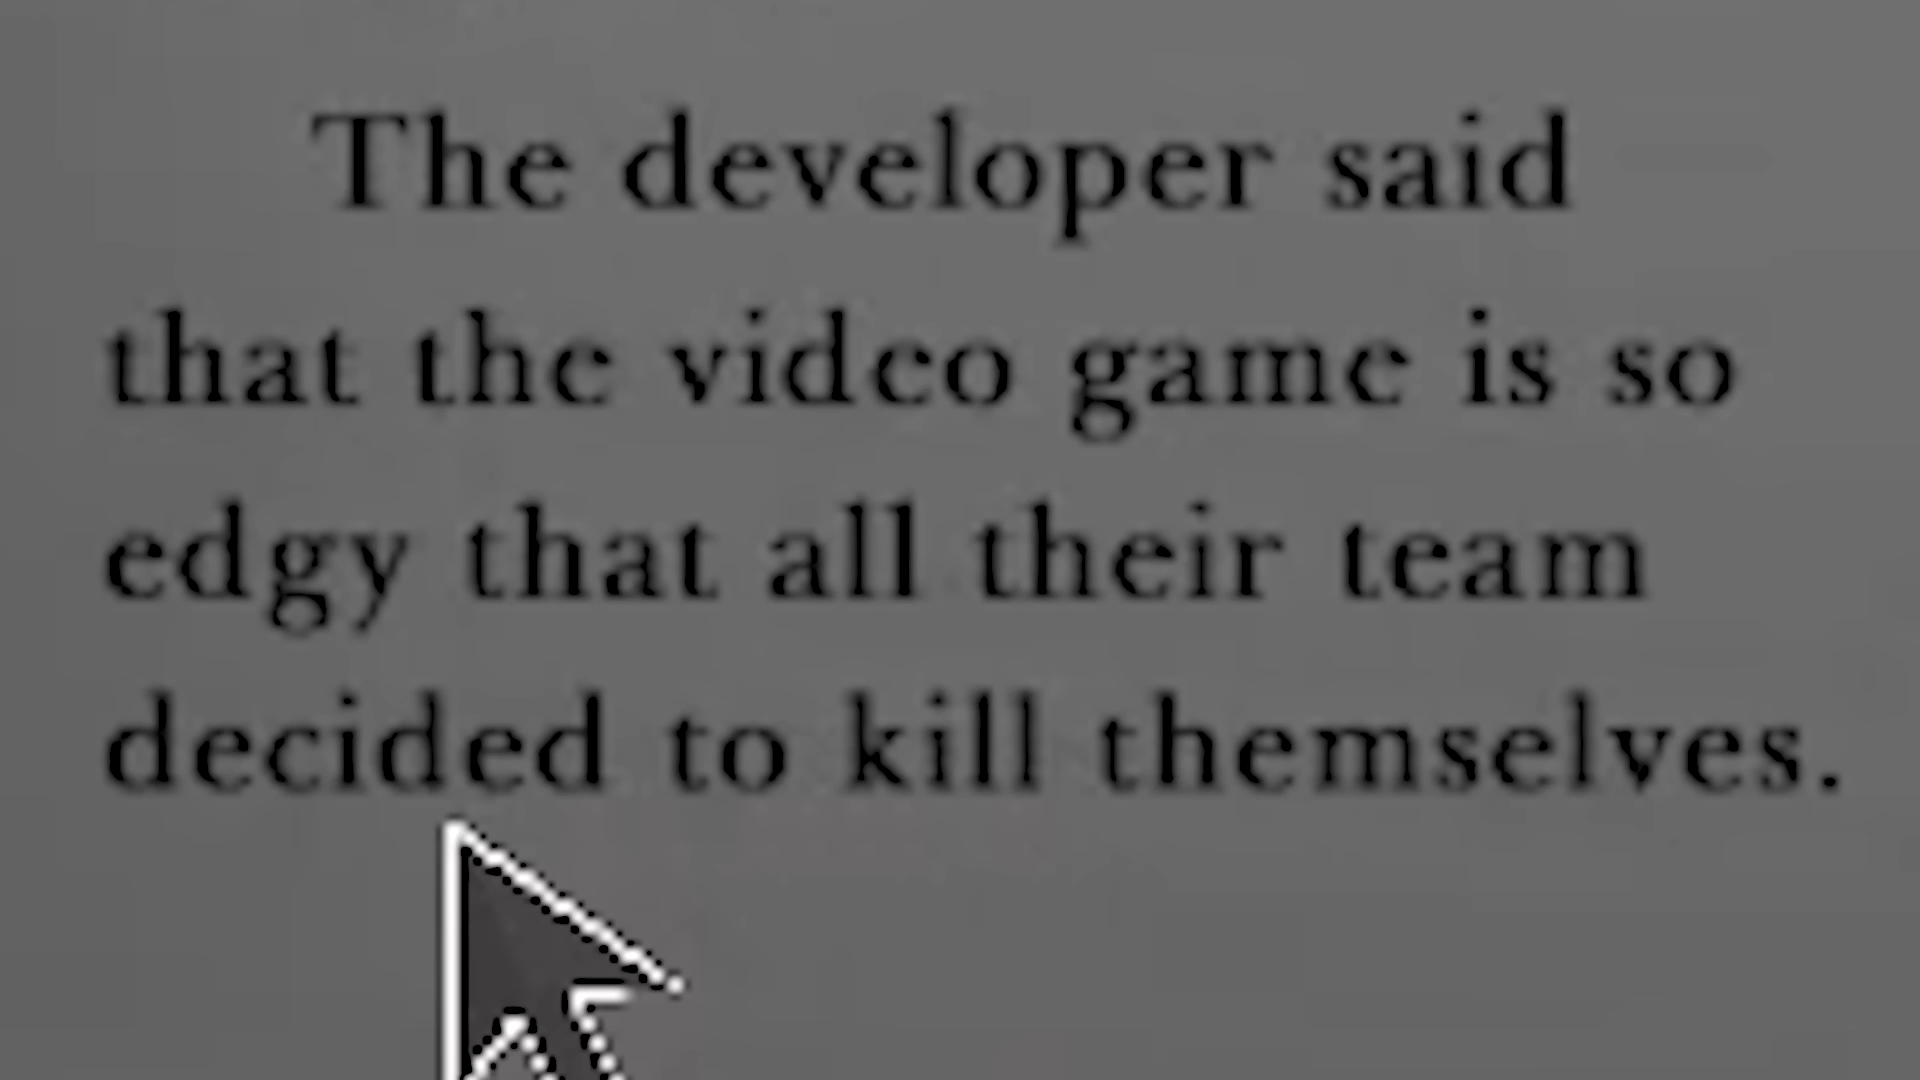 The developer said
that the video game is so
edgy that all their team
decided to kill themselves.